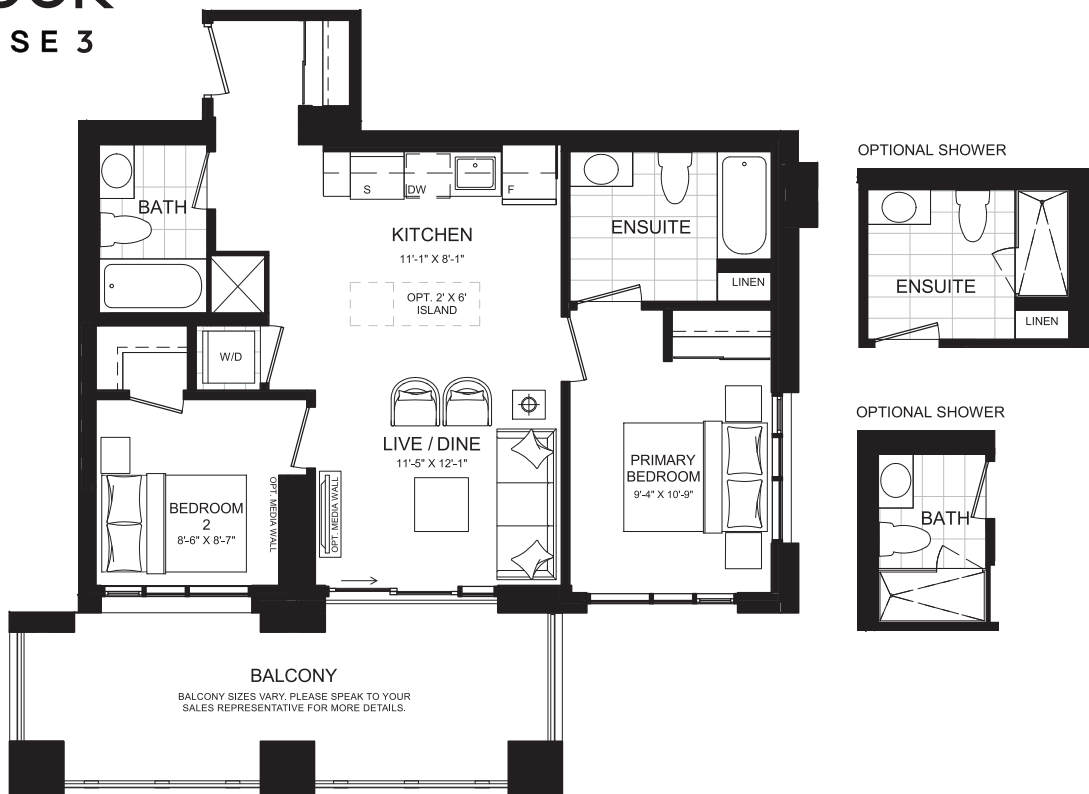 SE 3
BATH
S
DW
F
KITCHEN
11'-1" X 8'-1"
OPT. 2' X 6'
ISLAND
ENSUITE
LINEN
W/D
LIVE / DINE
11'-5" X 12'-1"
OPT. MEDIA WALL
OPT. MEDIA WALL
BEDROOM
2
8'-6" X 8'-7"
PRIMARY
BEDROOM
9'-4" X 10'-9"
BALCONY
BALCONY SIZES VARY. PLEASE SPEAK TO YOUR
SALES REPRESENTATIVE FOR MORE DETAILS.
OPTIONAL SHOWER
ENSUITE
LINEN
OPTIONAL SHOWER
BATH